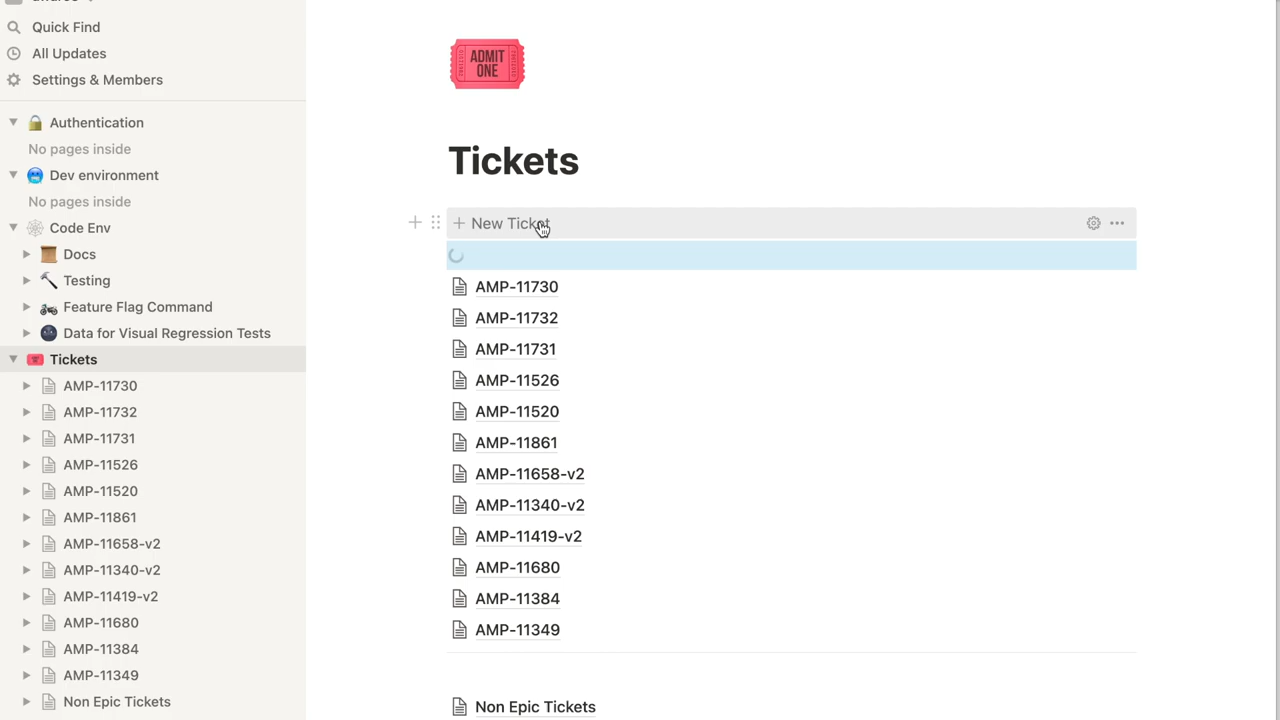 Quick Find
All Updates
Settings & Members
Authentication
No pages inside
Dev environment
No pages inside
Code Env
Docs
Testing
Feature Flag Command
Data for Visual Regression Tests
Tickets
AMP-11730
AMP-11732
AMP-11731
AMP-11526
AMP-11520
AMP-11861
AMP-11658-v2
AMP-11340-v2
AMP-11419-v2
AMP-11680
AMP-11384
AMP-11349
Non Epic Tickets
ADMIT
ONE
Tickets
New Ticket
AMP-11730
AMP-11732
AMP-11731
AMP-11526
AMP-11520
AMP-11861
AMP-11658-v2
AMP-11340-v2
AMP-11419-v2
AMP-11680
AMP-11384
AMP-11349
Non Epic Tickets